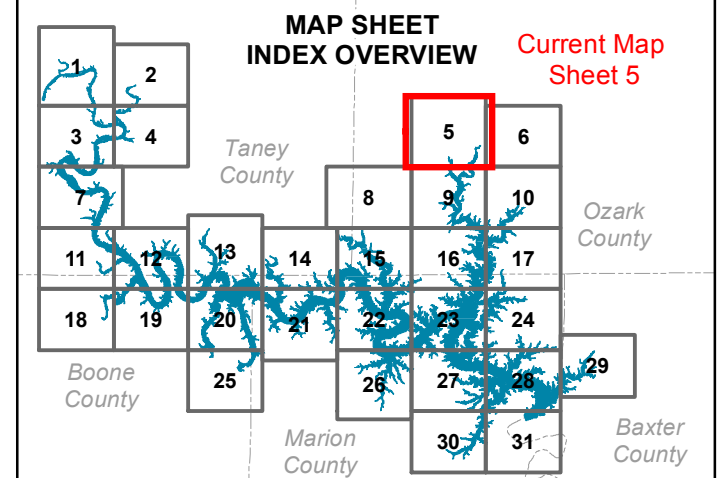 MAP SHEET
INDEX OVERVIEW
Current Map
Sheet 5
1
2
3
4
5
6
Taney
County
7
8
9
10
Ozark
County
11
12
13
14
15
16
17
18
19
20
21
22
23
24
25
26
27
28
29
Boone
County
Marion
County
30
31
Baxter
County